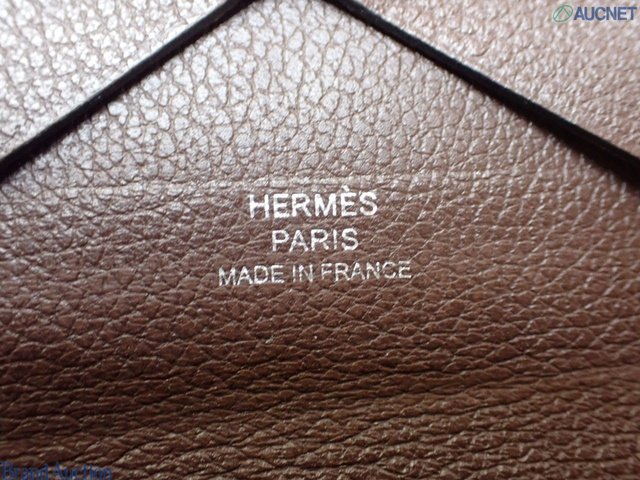 AUCNET
HERMÈS
PARIS
MADE IN FRANCE
Brand Auction